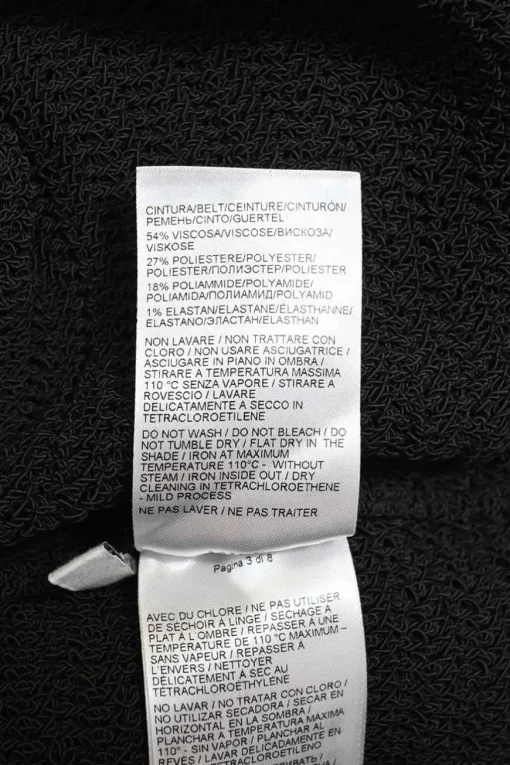 CINTURA/BELT/CEINTURE/CINTURÓN/
РЕМЕНЬ/CINTO/GUERTEL
54% VISCOSA/VISCOSE/ВИСКОЗА/
VISKOSE
27% POLIESTERE/POLYESTER/
POLIESTER/ПОЛИЭСТЕР/POLIESTER
18% POLIAMMIDE/POLYAMIDE/
POLIAMIDA/ПОЛИАМИД/POLYAMID
1% ELASTAN/ELASTANE/ÉLASTHANNE/
ELASTANO/ЭЛАСТАН/ELASTHAN
NON LAVARE / NON TRATTARE CON
CLORO / NON USARE ASCIUGATRICE /
ASCIUGARE IN PIANO IN OMBRA /
STIRARE A TEMPERATURA MASSIMA
110 °C SENZA VAPORE / STIRARE A
ROVESCIO / LAVARE
DELICATAMENTE A SECCO IN
TETRACLOROETILENE
DO NOT WASH / DO NOT BLEACH / DO
NOT TUMBLE DRY / FLAT DRY IN THE
SHADE / IRON AT MAXIMUM
TEMPERATURE 110°C - WITHOUT
STEAM / IRON INSIDE OUT / DRY
CLEANING IN TETRACHLOROETHENE
- MILD PROCESS
NE PAS LAVER / NE PAS TRAITER
Pagina 3 di 8
AVEC DU CHLORE / NE PAS UTILISER
DE SÉCHOIR À LINGE / SÉCHAGE À
PLAT À L'OMBRE / REPASSER À UNE
TEMPÉRATURE DE 110 °C MAXIMUM –
SANS VAPEUR / REPASSER À
L'ENVERS / NETTOYER
DÉLICATEMENT À SEC AU
TÉTRACHLOROÉTHYLÈNE
NO LAVAR / NO TRATAR CON CLORO /
NO UTILIZAR SECADORA / SECAR EN
HORIZONTAL EN LA SOMBRA /
PLANCHAR A TEMPERATURA MAXIMA
110° - SIN VAPOR / PLANCHAR AL
REVÉS / LAVAR DELICADAMENTE EN